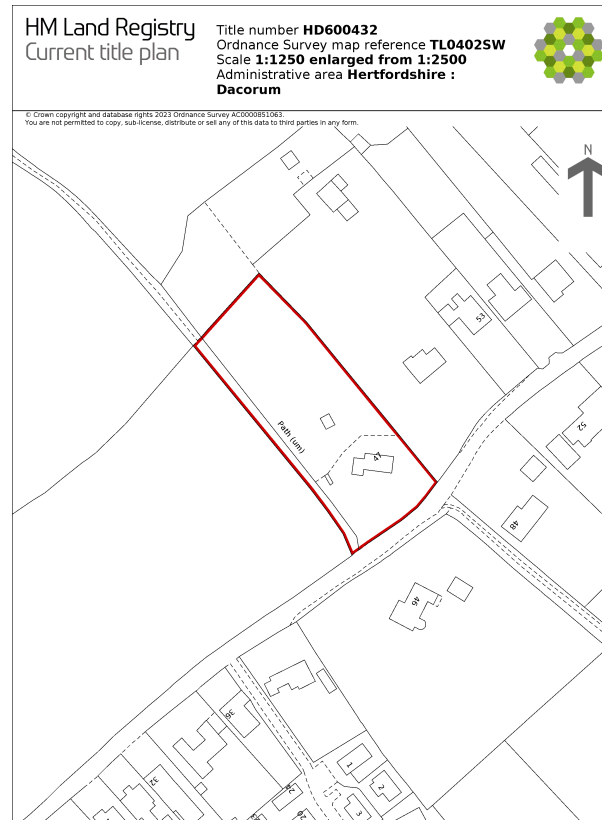 HM Land Registry
Current title plan
Title number HD600432
Ordnance Survey map reference TL0402SW
Scale 1:1250 enlarged from 1:2500
Administrative area Hertfordshire :
Dacorum
© Crown copyright and database rights 2023 Ordnance Survey AC0000851063.
You are not permitted to copy, sub-license, distribute or sell any of this data to third parties in any form.
N
53
52
Path (um)
47
48
46
36
1
32
2
24
20
3